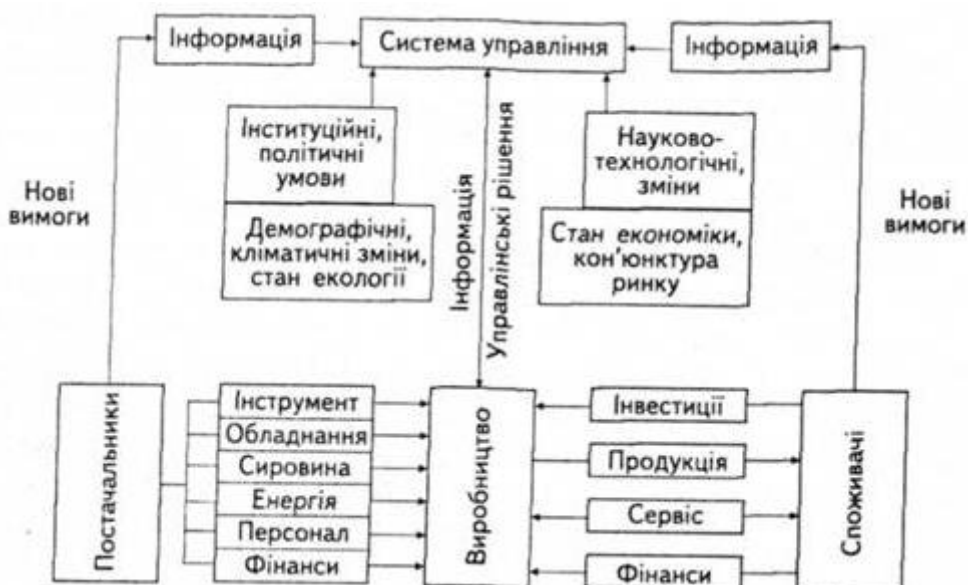 Інформація
Система управління
Інформація
Інституційні,
політичні
умови
Науково-
технологічні,
зміни
Нові
вимоги
Демографічні,
кліматичні зміни,
стан екології
Інформація
Управлінські рішення
Стан економіки,
кон'юнктура
ринку
Нові
вимоги
Постачальники
Інструмент
Обладнання
Сировина
Енергія
Персонал
Фінанси
Виробництво
Інвестиції
Продукція
Сервіс
Фінанси
Споживачі